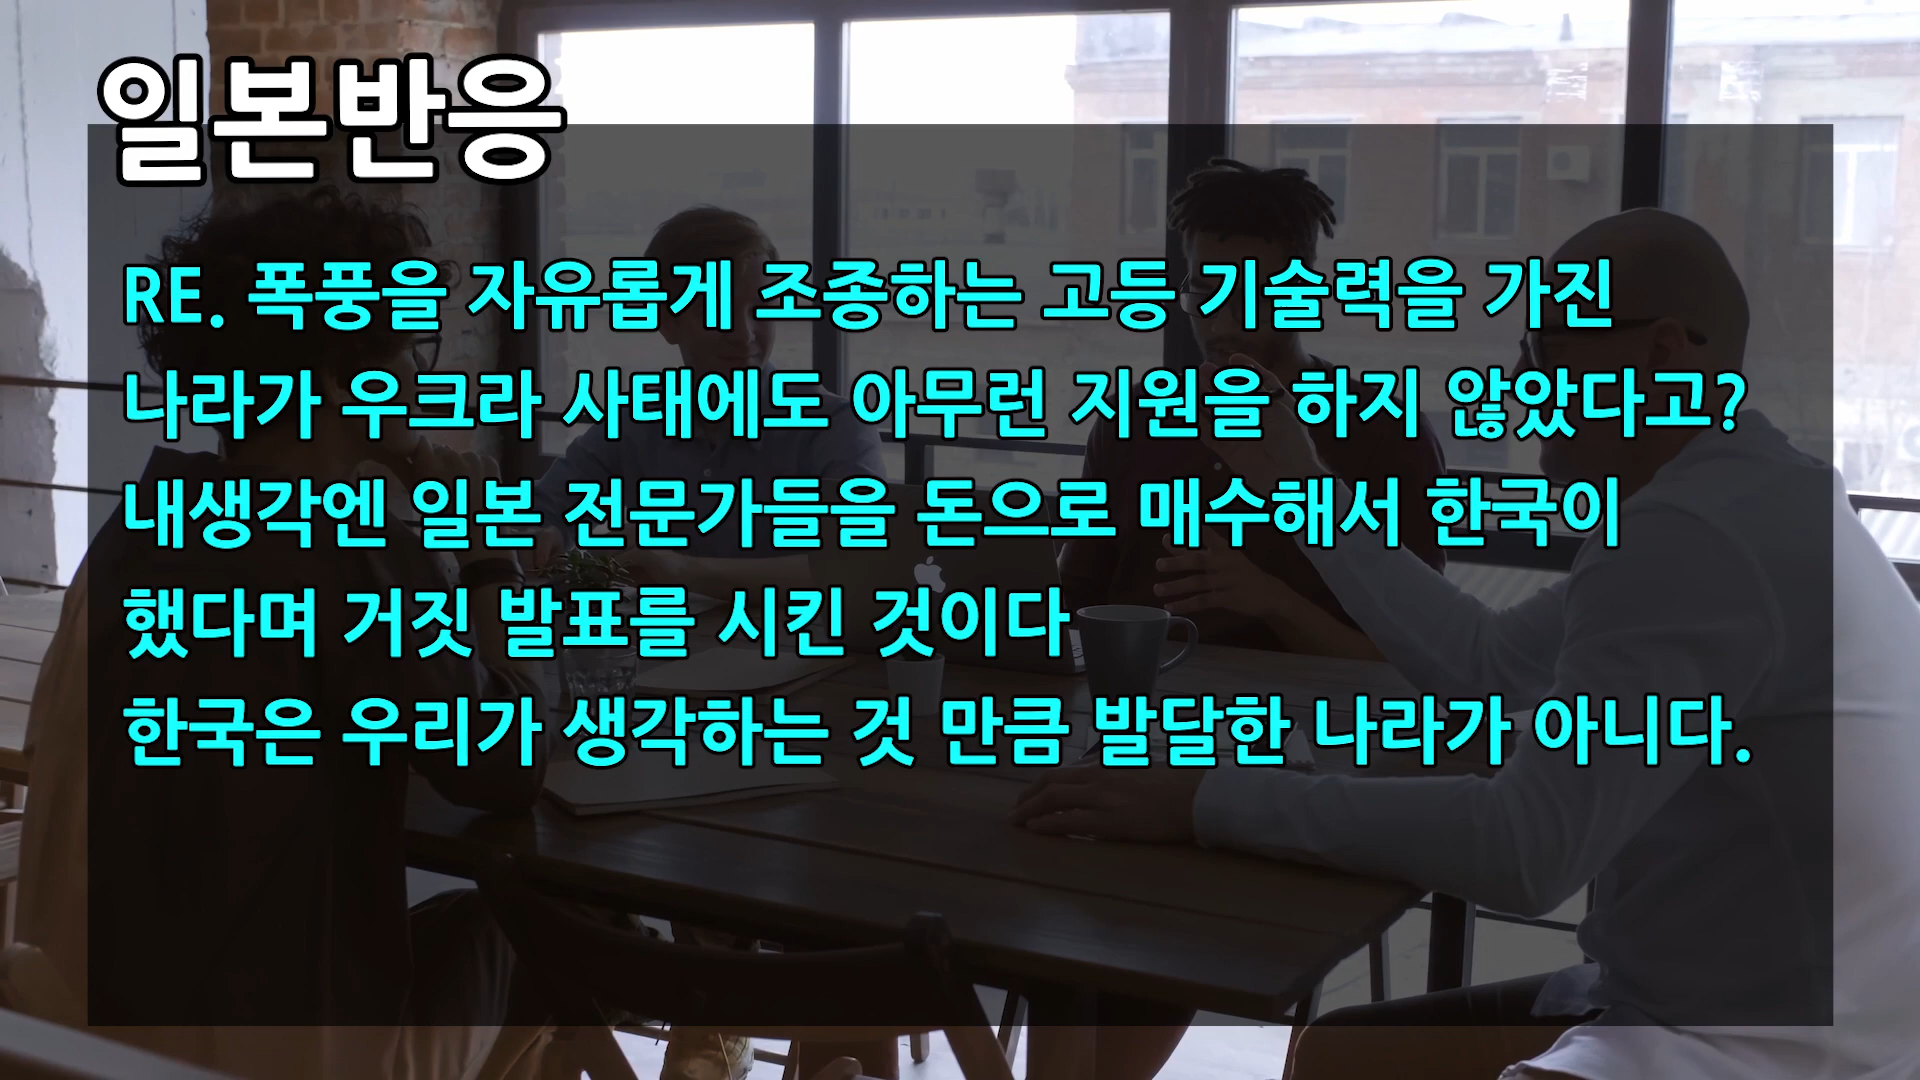 일본반응
RE. 폭풍을 자유롭게 조종하는 고등 기술력을 가진
나라가 우크라 사태에도 아무런 지원을 하지 않았다고?
내생각엔 일본 전문가들을 돈으로 매수해서 한국이
했다며 거짓 발표를 시킨 것이다
한국은 우리가 생각하는 것 만큼 발달한 나라가 아니다.